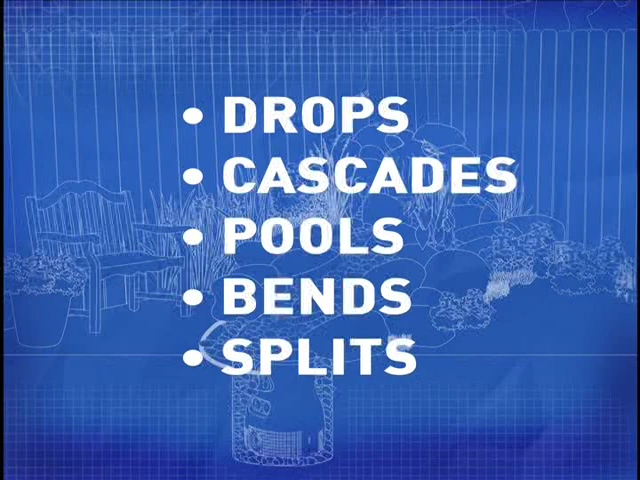 • DROPS
• CASCADES
• POOLS
• BENDS
• SPLITS